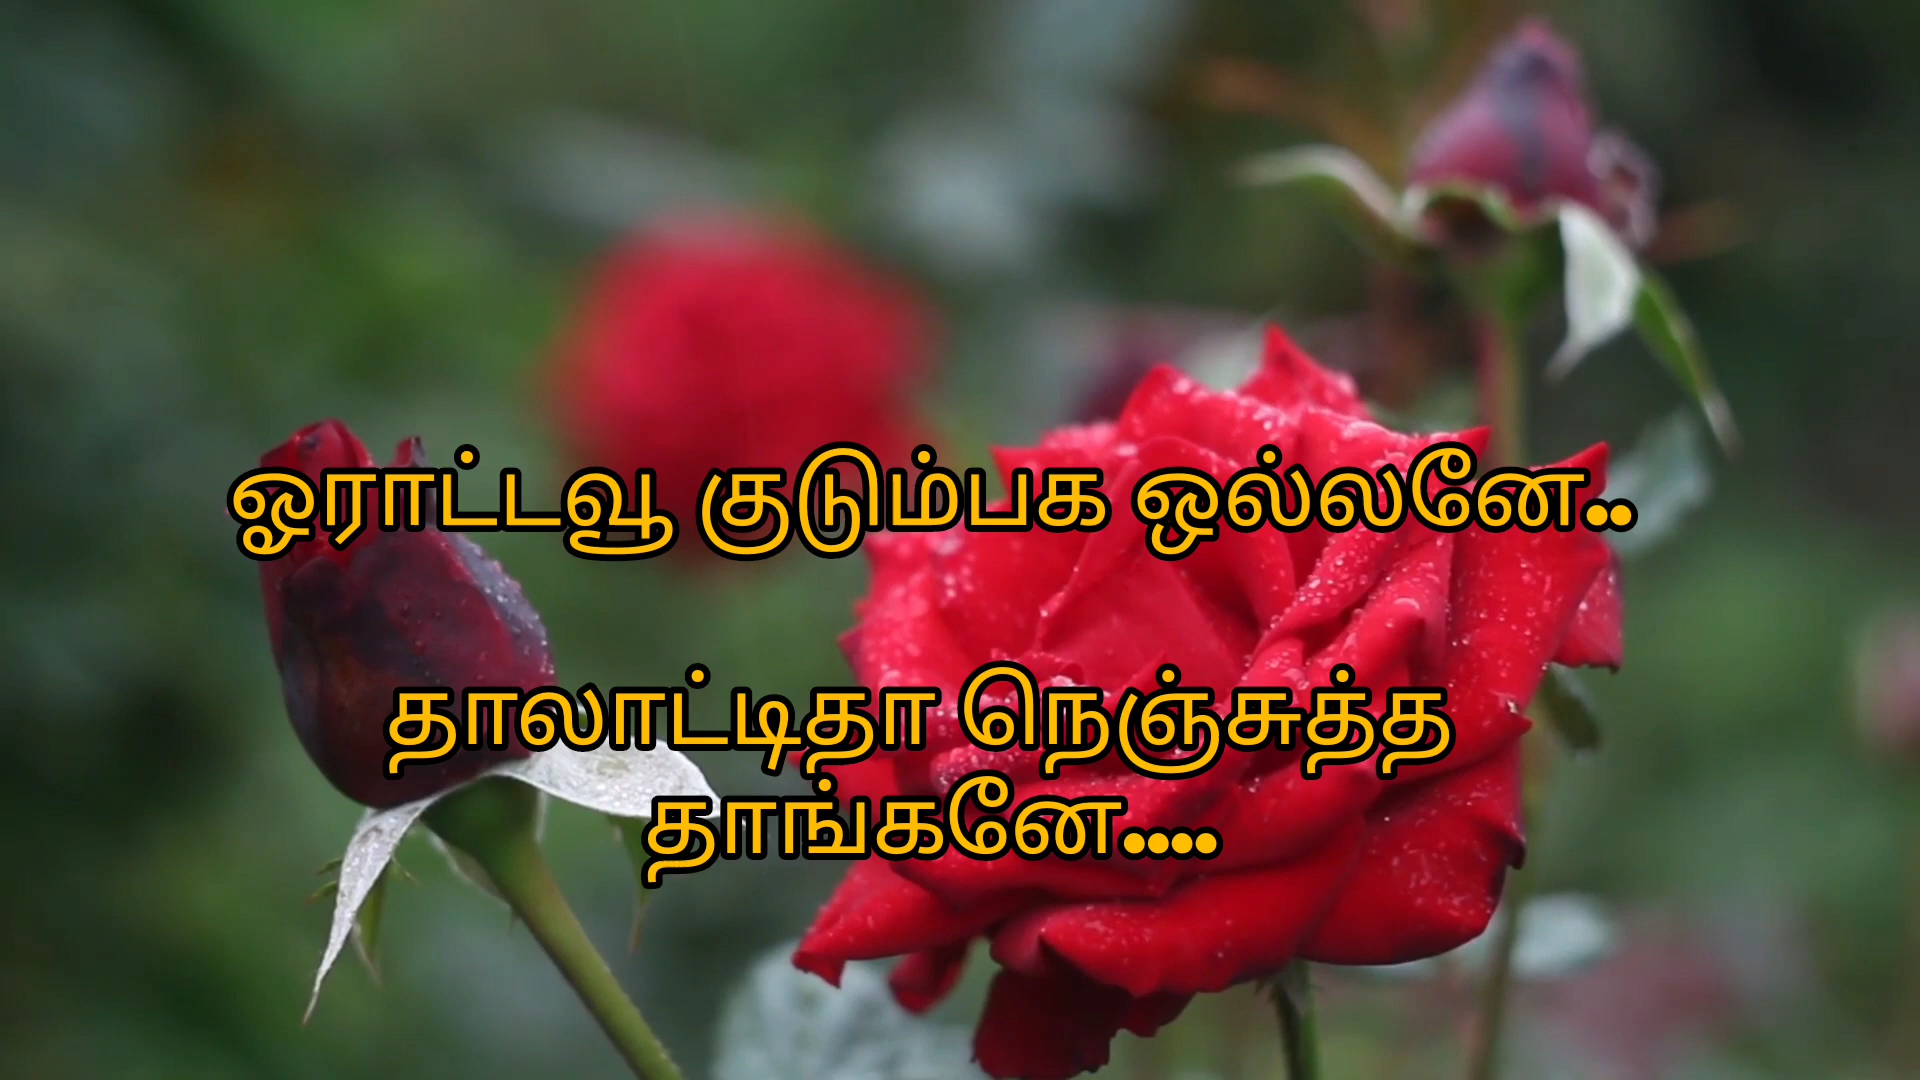 ஓராட்டவூ குடும்பக ஒல்லனே..
தாலாட்டிதா நெஞ்சுத்த
தாங்கனே....